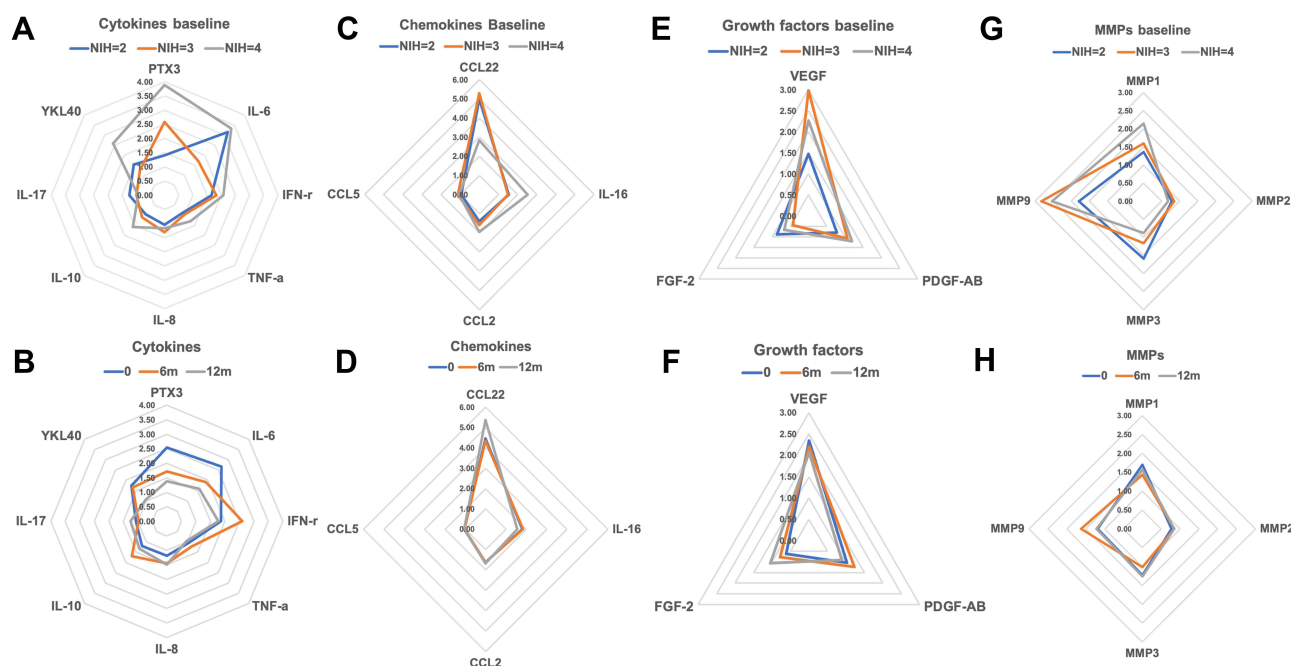 A
Cytokines baseline
NIH=2 NIH=3 NIH=4
PTX3
4.00
3.50
3.00
2.50
2.00
1.50
1.00
0.50
0.00
YKL40
IL-6
IL-17
IFN-r
IL-10
TNF-a
IL-8
C
Chemokines Baseline
NIH=2 NIH=3 NIH=4
CCL22
6.00
5.00
4.00
3.00
2.00
1.00
0.00
CCL5
IL-16
CCL2
E
Growth factors baseline
NIH=2 NIH=3 NIH=4
VEGF
3.00
2.50
2.00
1.50
1.00
0.50
0.00
FGF-2
PDGF-AB
G
MMPs baseline
NIH=2 NIH=3 NIH=4
MMP1
3.00
2.50
2.00
1.50
1.00
0.50
0.00
MMP9
MMP2
MMP3
B
Cytokines
0 6m 12m
PTX3
4.00
3.50
3.00
2.50
2.00
1.50
1.00
0.50
0.00
YKL40
IL-6
IL-17
IFN-r
IL-10
TNF-a
IL-8
D
Chemokines
0 6m 12m
CCL22
6.00
5.00
4.00
3.00
2.00
1.00
0.00
CCL5
IL-16
CCL2
F
Growth factors
0 6m 12m
VEGF
3.00
2.50
2.00
1.50
1.00
0.50
0.00
FGF-2
PDGF-AB
H
MMPs
0 6m 12m
MMP1
3.00
2.50
2.00
1.50
1.00
0.50
0.00
MMP9
MMP2
MMP3